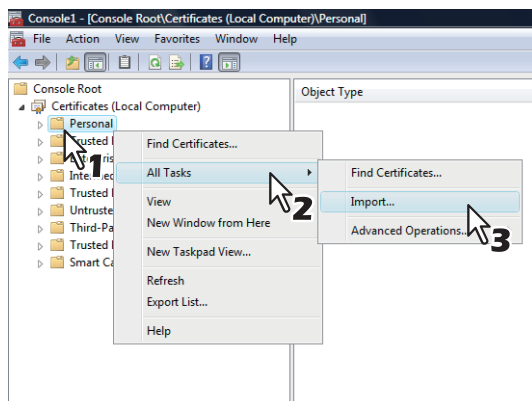 Console1 - [Console Root\Certificates (Local Computer)\Personal]
File Action View Favorites Window Help
Console Root
Certificates (Local Computer)
Personal
Trusted
Trusted
Untruste
Third-Pa
Trusted
Smart Ca
Object Type
Find Certificates...
All Tasks
View
New Window from Here
New Taskpad View...
Refresh
Export List...
Help
Find Certificates...
Import...
Advanced Operations...
1
2
3